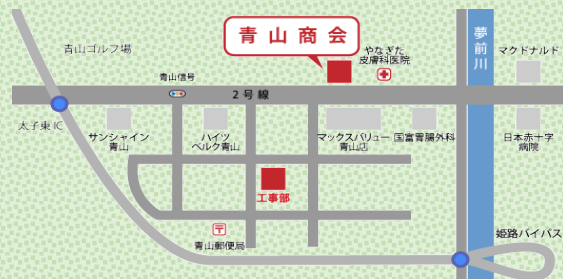 青山商会
青山ゴルフ場
やなぎた
皮膚科医院
夢前川
マクドナルド
青山信号
2号線
太子東IC
サンシャイン
青山
ハイツ
ベルク青山
マックスバリュー
青山店
国富胃腸外科
日本赤十字
病院
工事部
青山郵便局
姫路バイパス